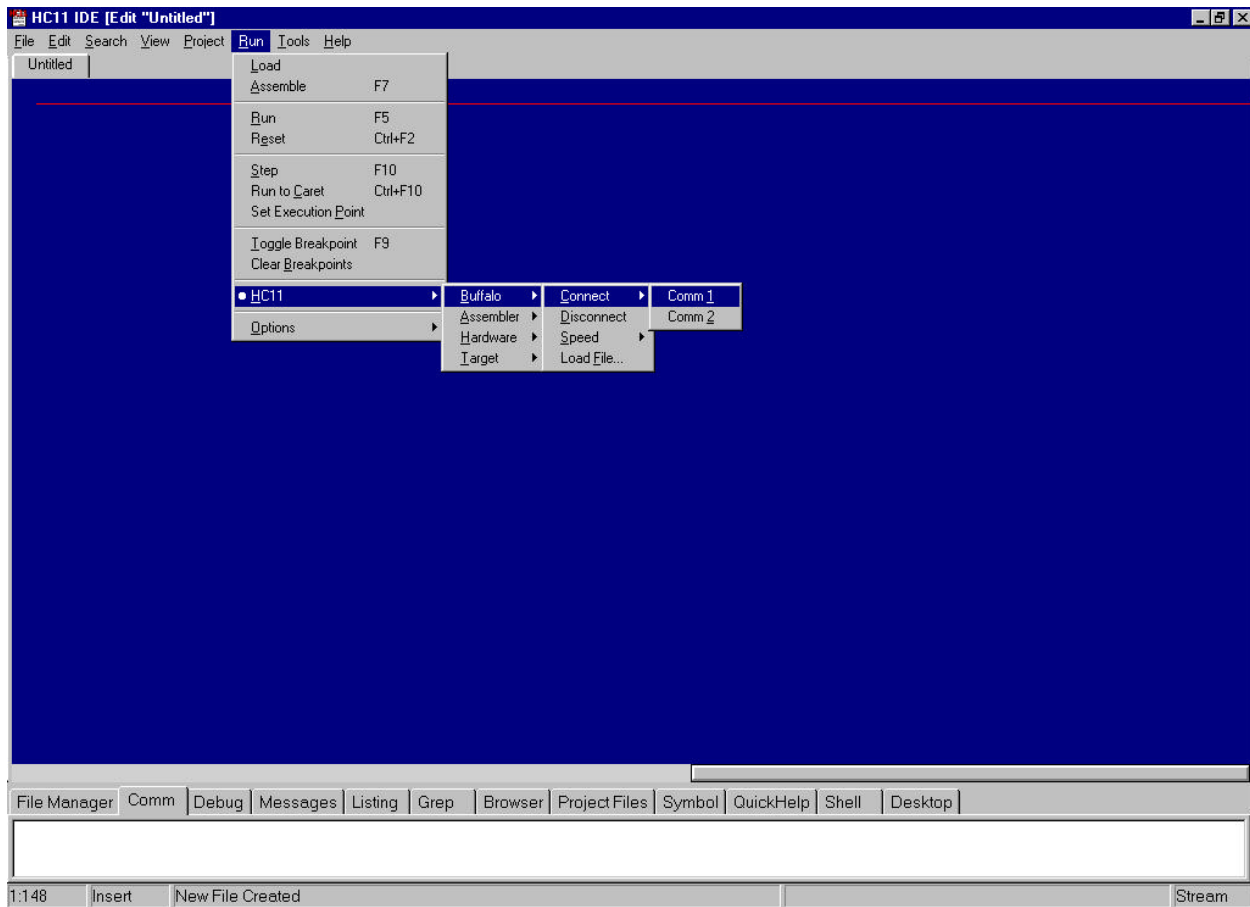 HC11 IDE [Edit "Untitled"]
File Edit Search View Project Run Tools Help
Untitled
Load
Assemble F7
Run F5
Reset Ctrl+F2
Step F10
Run to Caret Ctrl+F10
Set Execution Point
Toggle Breakpoint F9
Clear Breakpoints
HC11
Options
Buffalo
Assembler
Hardware
Target
Connect
Disconnect
Speed
Load File...
Comm 1
Comm 2
File Manager Comm Debug Messages Listing Grep Browser Project Files Symbol QuickHelp Shell Desktop
1:148 Insert New File Created Stream